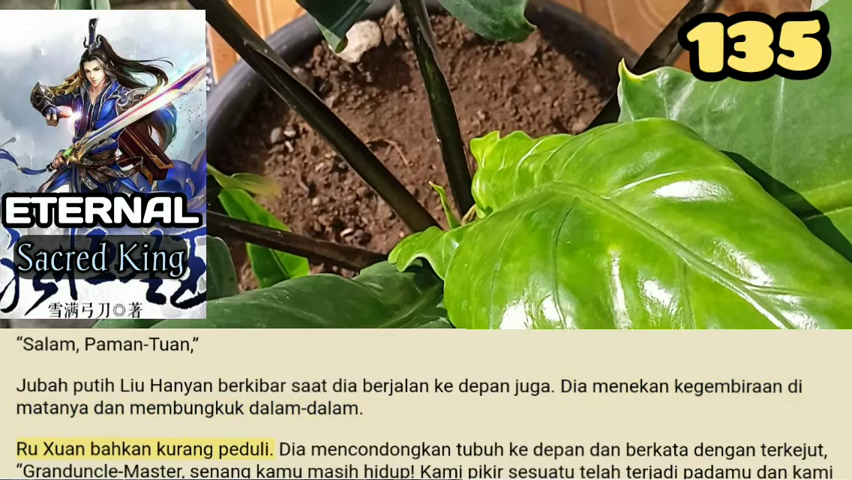 135
ETERNAL
Sacred King
雪满弓刀◎著
“Salam, Paman-Tuan,”
Jubah putih Liu Hanyan berkibar saat dia berjalan ke depan juga. Dia menekan kegembiraan di
matanya dan membungkuk dalam-dalam.
Ru Xuan bahkan kurang peduli. Dia mencondongkan tubuh ke depan dan berkata dengan terkejut,
“Granduncle-Master, senang kamu masih hidup! Kami pikir sesuatu telah terjadi padamu dan kami